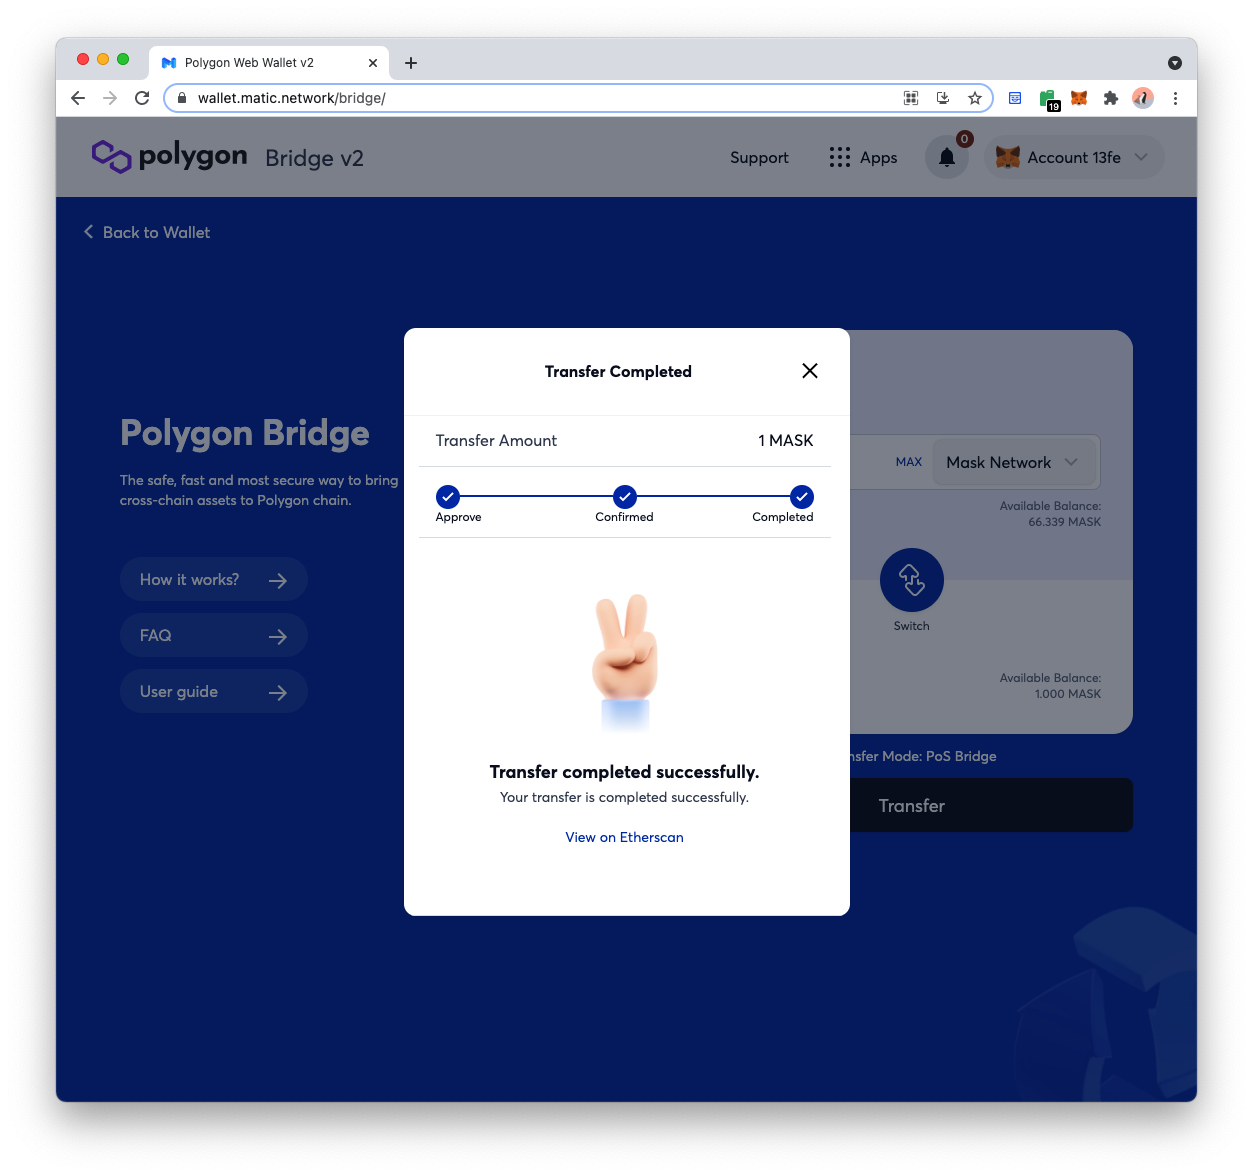 Polygon Web Wallet v2
wallet.matic.network/bridge/
19
polygon Bridge v2
Support
Apps
0
Account 13fe
Back to Wallet
Transfer Completed
Transfer Amount 1 MASK
Approve Confirmed Completed
Transfer completed successfully.
Your transfer is completed successfully.
View on Etherscan
Polygon Bridge
The safe, fast and most secure way to bring
cross-chain assets to Polygon chain.
How it works?
FAQ
User guide
MAX Mask Network
Available Balance:
66.339 MASK
Switch
Available Balance:
1.000 MASK
Mode: PoS Bridge
Transfer